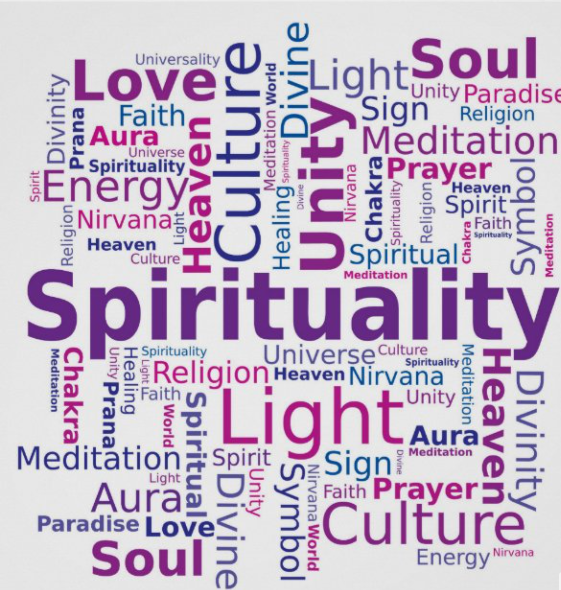 Universality
Love
Culture
World
Divine
Light
Soul
Unity
Paradise
Divinity
Prana
Faith
Aura
Universe
Spirituality
Heaven
Meditation
Spirituality
Divine
Unity
Sign
Religion
Meditation
Prayer
Spirit
Energy
Nirvana
Light
Religion
Heaven
Culture
Healing
Nirvana
Chakra
Spirituality
Religion
Heaven
Spirit
Faith
Spirituality
Chakra
Symbol
Meditation
Spiritual
Meditation
Spirituality
Meditation
Chakra
Unity
Prana
Healing
Spirituality
Light
Faith
Religion
World
Universe
Culture
Spirituality
Heaven
Nirvana
Unity
Meditation
Heaven
Divinity
Light
Aura
Meditation
Meditation
Spiritual
Spirit
Sign
Divine
Light
Aura
Divine
Unity
Symbol
Nirvana
World
Faith
Prayer
Paradise
Love
Culture
Soul
Energy
Nirvana